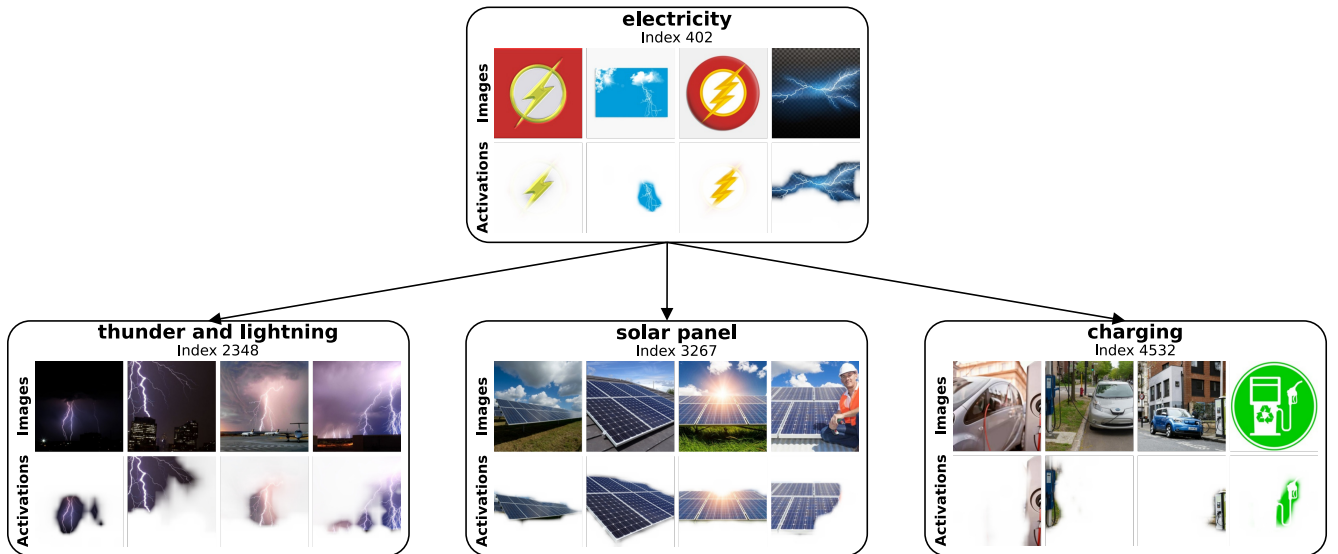 electricity
Index 402
Images
Activations
thunder and lightning
Index 2348
Images
Activations
solar panel
Index 3267
Images
Activations
charging
Index 4532
Images
Activations